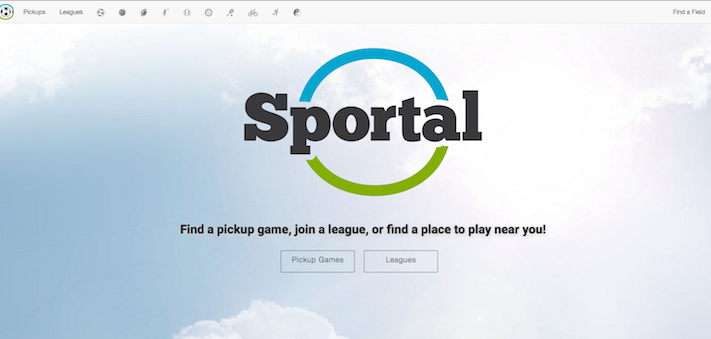 Pickups Leagues Find a Field
Sportal
Find a pickup game, join a league, or find a place to play near you!
Pickup Games Leagues